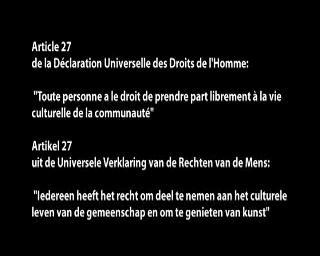 Article 27
de la Déclaration Universelle des Droits de l'Homme:
"Toute personne a le droit de prendre part librement à la vie
culturelle de la communauté"
Artikel 27
uit de Universele Verklaring van de Rechten van de Mens:
"Iedereen heeft het recht om deel te nemen aan het culturele
leven van de gemeenschap en om te genieten van kunst"